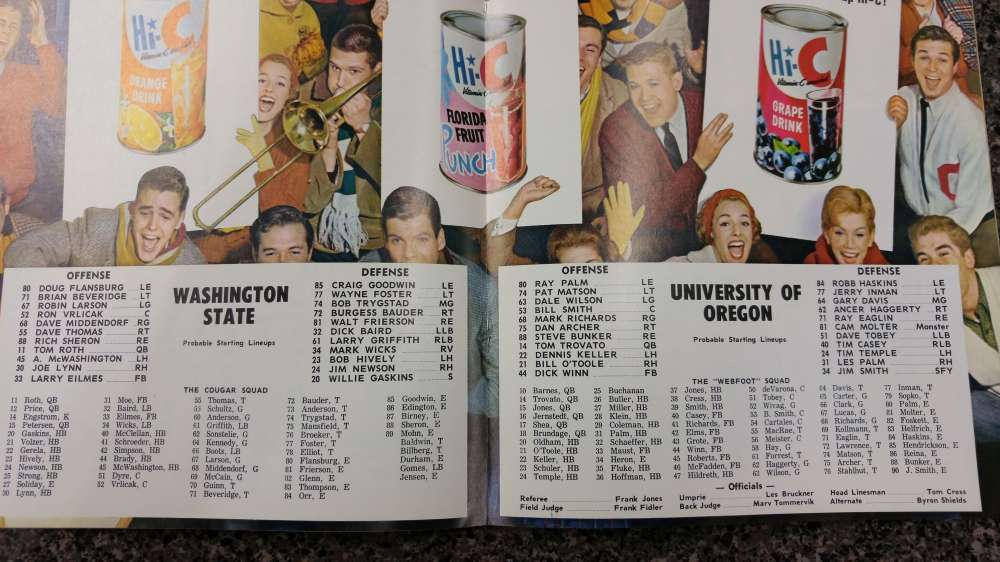 Hi-C
Vitamin-C
ORANGE
DRINK
Hi-C
Vitamin-C
FLORIDA
FRUIT
PUNCH
Hi-C!
Hi-C
GRAPE
DRINK
C
WASHINGTON
STATE
Probable Starting Lineups
OFFENSE
80 DOUG FLANSBURG LE
71 BRIAN BEVERIDGE LT
67 ROBIN LARSON LG
52 RON VRLICAK C
68 DAVE MIDDENDORF RG
55 DAVE THOMAS RT
88 RICH SHERON RE
11 TOM ROTH QB
45 A. McWASHINGTON LH
30 JOE LYNN RH
33 LARRY EILMES FB
DEFENSE
85 CRAIG GOODWIN LE
77 WAYNE FOSTER LT
74 BOB TRYGSTAD MG
72 BURGESS BAUDER RT
81 WALT FRIERSON RE
32 DICK BAIRD LLB
61 LARRY GRIFFITH RLB
34 MARK WICKS RV
23 BOB HIVELY LH
24 JIM NEWSON RH
20 WILLIE GASKINS S
THE COUGAR SQUAD
11 Roth, QB
12 Price, QB
14 Engstrum, K
15 Petersen, QB
20 Gaskins, HB
21 Volzer, HB
22 Gerela, HB
23 Hively, HB
24 Newson, HB
25 Strong, HB
27 Soliday, E
30 Lynn, HB
31 Moe, FB
32 Baird, LB
33 Eilmes, FB
34 Wicks, LB
40 McClellan, HB
41 Schroeder, HB
42 Simpson, HB
44 Brady, HB
45 McWashington, HB
51 Dyre, C
52 Vrlicak, C
55 Thomas, T
57 Schultz, G
60 Anderson, G
61 Griffith, LB
62 Sonstelie, G
64 Kennedy, G
66 Boots, LB
67 Larson, G
68 Middendorf, G
69 McCain, G
70 Guinn, T
71 Beveridge, T
72 Bauder, T
73 Anderson, T
74 Trygstad, T
75 Mansfield, T
76 Broeker, T
77 Foster, T
78 Elliat, T
80 Flansburg, E
81 Frierson, E
82 Glenn, E
83 Thompson, E
84 Orr, E
85 Goodwin, E
86 Edington, E
87 Birney, E
88 Sheron, E
89 Modin, E
Baldwin, T
Billberg, T
Durham, E
Gomes, LB
Jensen, E
UNIVERSITY OF
OREGON
Probable Starting Lineups
OFFENSE
80 RAY PALM LE
74 PAT MATSON LT
63 DALE WILSON LG
53 BILL SMITH C
68 MARK RICHARDS RG
75 DAN ARCHER RT
88 STEVE BUNKER RE
14 TOM TROVATO QB
22 DENNIS KELLER LH
21 BILL O'TOOLE RH
44 DICK WINN FB
DEFENSE
84 ROBB HASKINS LE
77 JERRY INMAN LT
64 GARY DAVIS MG
62 ANCER HAGGERTY RT
71 RAY EAGLIN RE
81 CAM MOLTER Monster
51 DAVE TOBEY LLB
40 TIM CASEY RLB
24 TIM TEMPLE LH
31 LES PALM RH
34 JIM SMITH SFY
THE "WEBFOOT" SQUAD
10 Barnes, QB
14 Trovato, QB
15 Jones, QB
16 Jernstedt, QB
17 Shea, QB
18 Brundage, QB
20 Oldham, HB
21 O'Toole, HB
22 Keller, HB
23 Schuler, HB
24 Temple, HB
25 Buchanan
26 Buller, HB
27 Miller, HB
28 Klein, HB
29 Coleman, HB
31 Palm, HB
32 Schaeffer, HB
33 Maust, FB
34 Heron, HB
35 Fluke, HB
36 Hoffman, HB
37 Jones, HB
38 Cress, HB
39 Smith, HB
40 Casey, FB
41 Richards, FB
42 Elms, FB
43 Grote, FB
44 Winn, FB
45 Roberts, FB
46 McFadden, FB
47 Hildreth, HB
50 deVarona, C
51 Tobey, C
52 Wivag, G
53 B. Smith, C
54 Cartales, C
55 MacRae, T
56 Meister, C
58 Hay, G
61 Forrest, T
62 Haggerty, G
63 Wilson, G
64 Davis, T
65 Carter, G
66 Clark, G
67 Lucas, G
68 Richards, G
69 Kollmann, T
71 Eaglin, T
72 Lawrence, T
74 Matson, T
75 Archer, T
76 Stahlhut, T
77 Inman, T
79 Sopko, T
80 Palm, E
81 Molter, E
82 Foskett, E
83 Helfrich, E
84 Haskins, E
85 Hendrickson, E
86 Reina, E
88 Bunker, E
90 J. Smith, E
— Officials —
Referee Frank Jones
Field Judge Frank Fidler
Umprie Les Bruckner
Back Judge Marv Tommervik
Head Linesman Tom Cress
Alternate Byron Shields